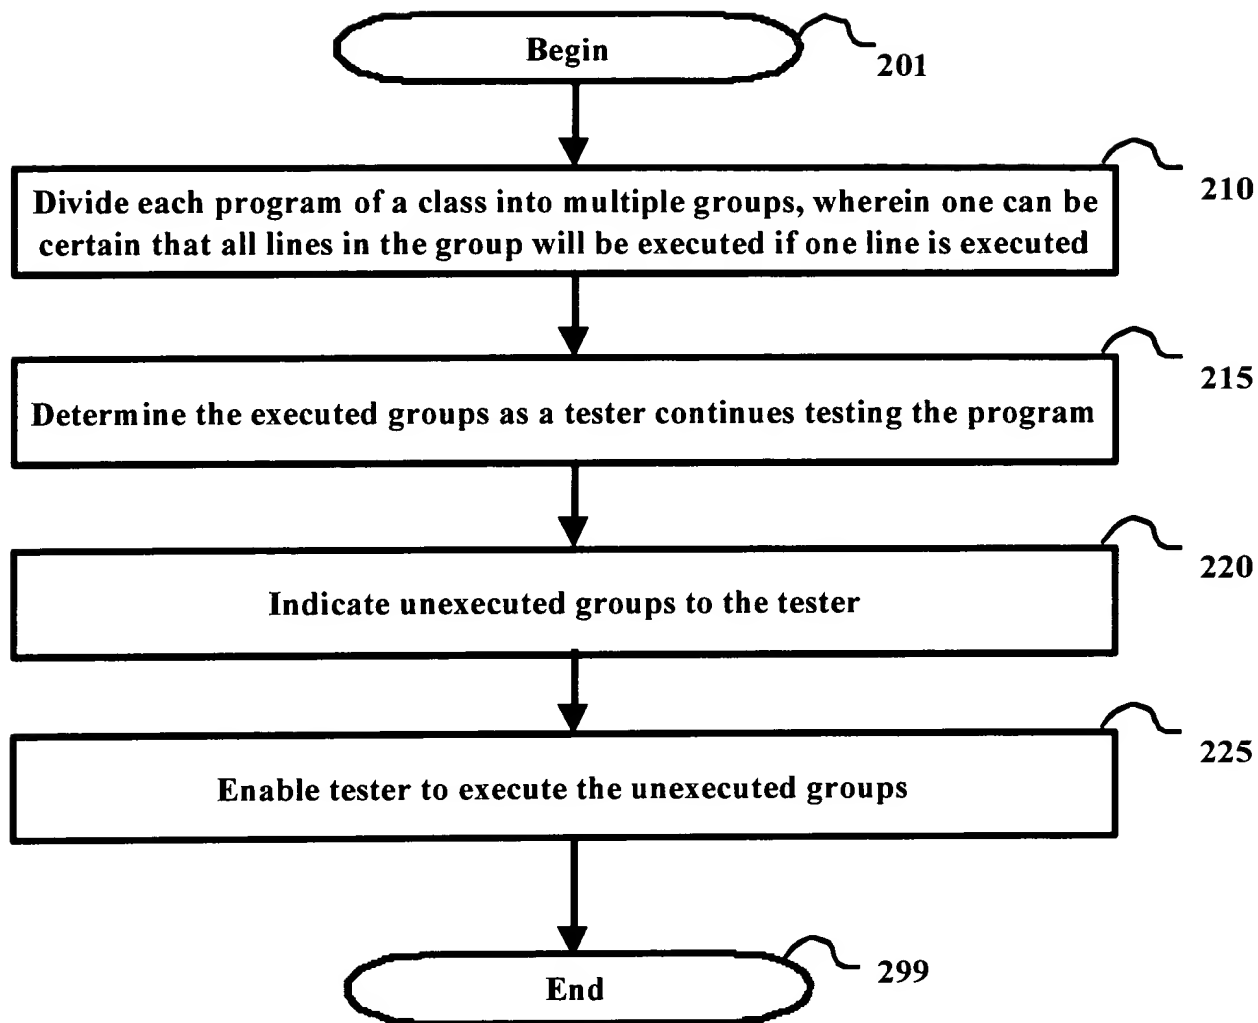 Begin
201
210
Divide each program of a class into multiple groups, wherein one can be
certain that all lines in the group will be executed if one line is executed
215
Determine the executed groups as a tester continues testing the program
220
Indicate unexecuted groups to the tester
225
Enable tester to execute the unexecuted groups
299
End